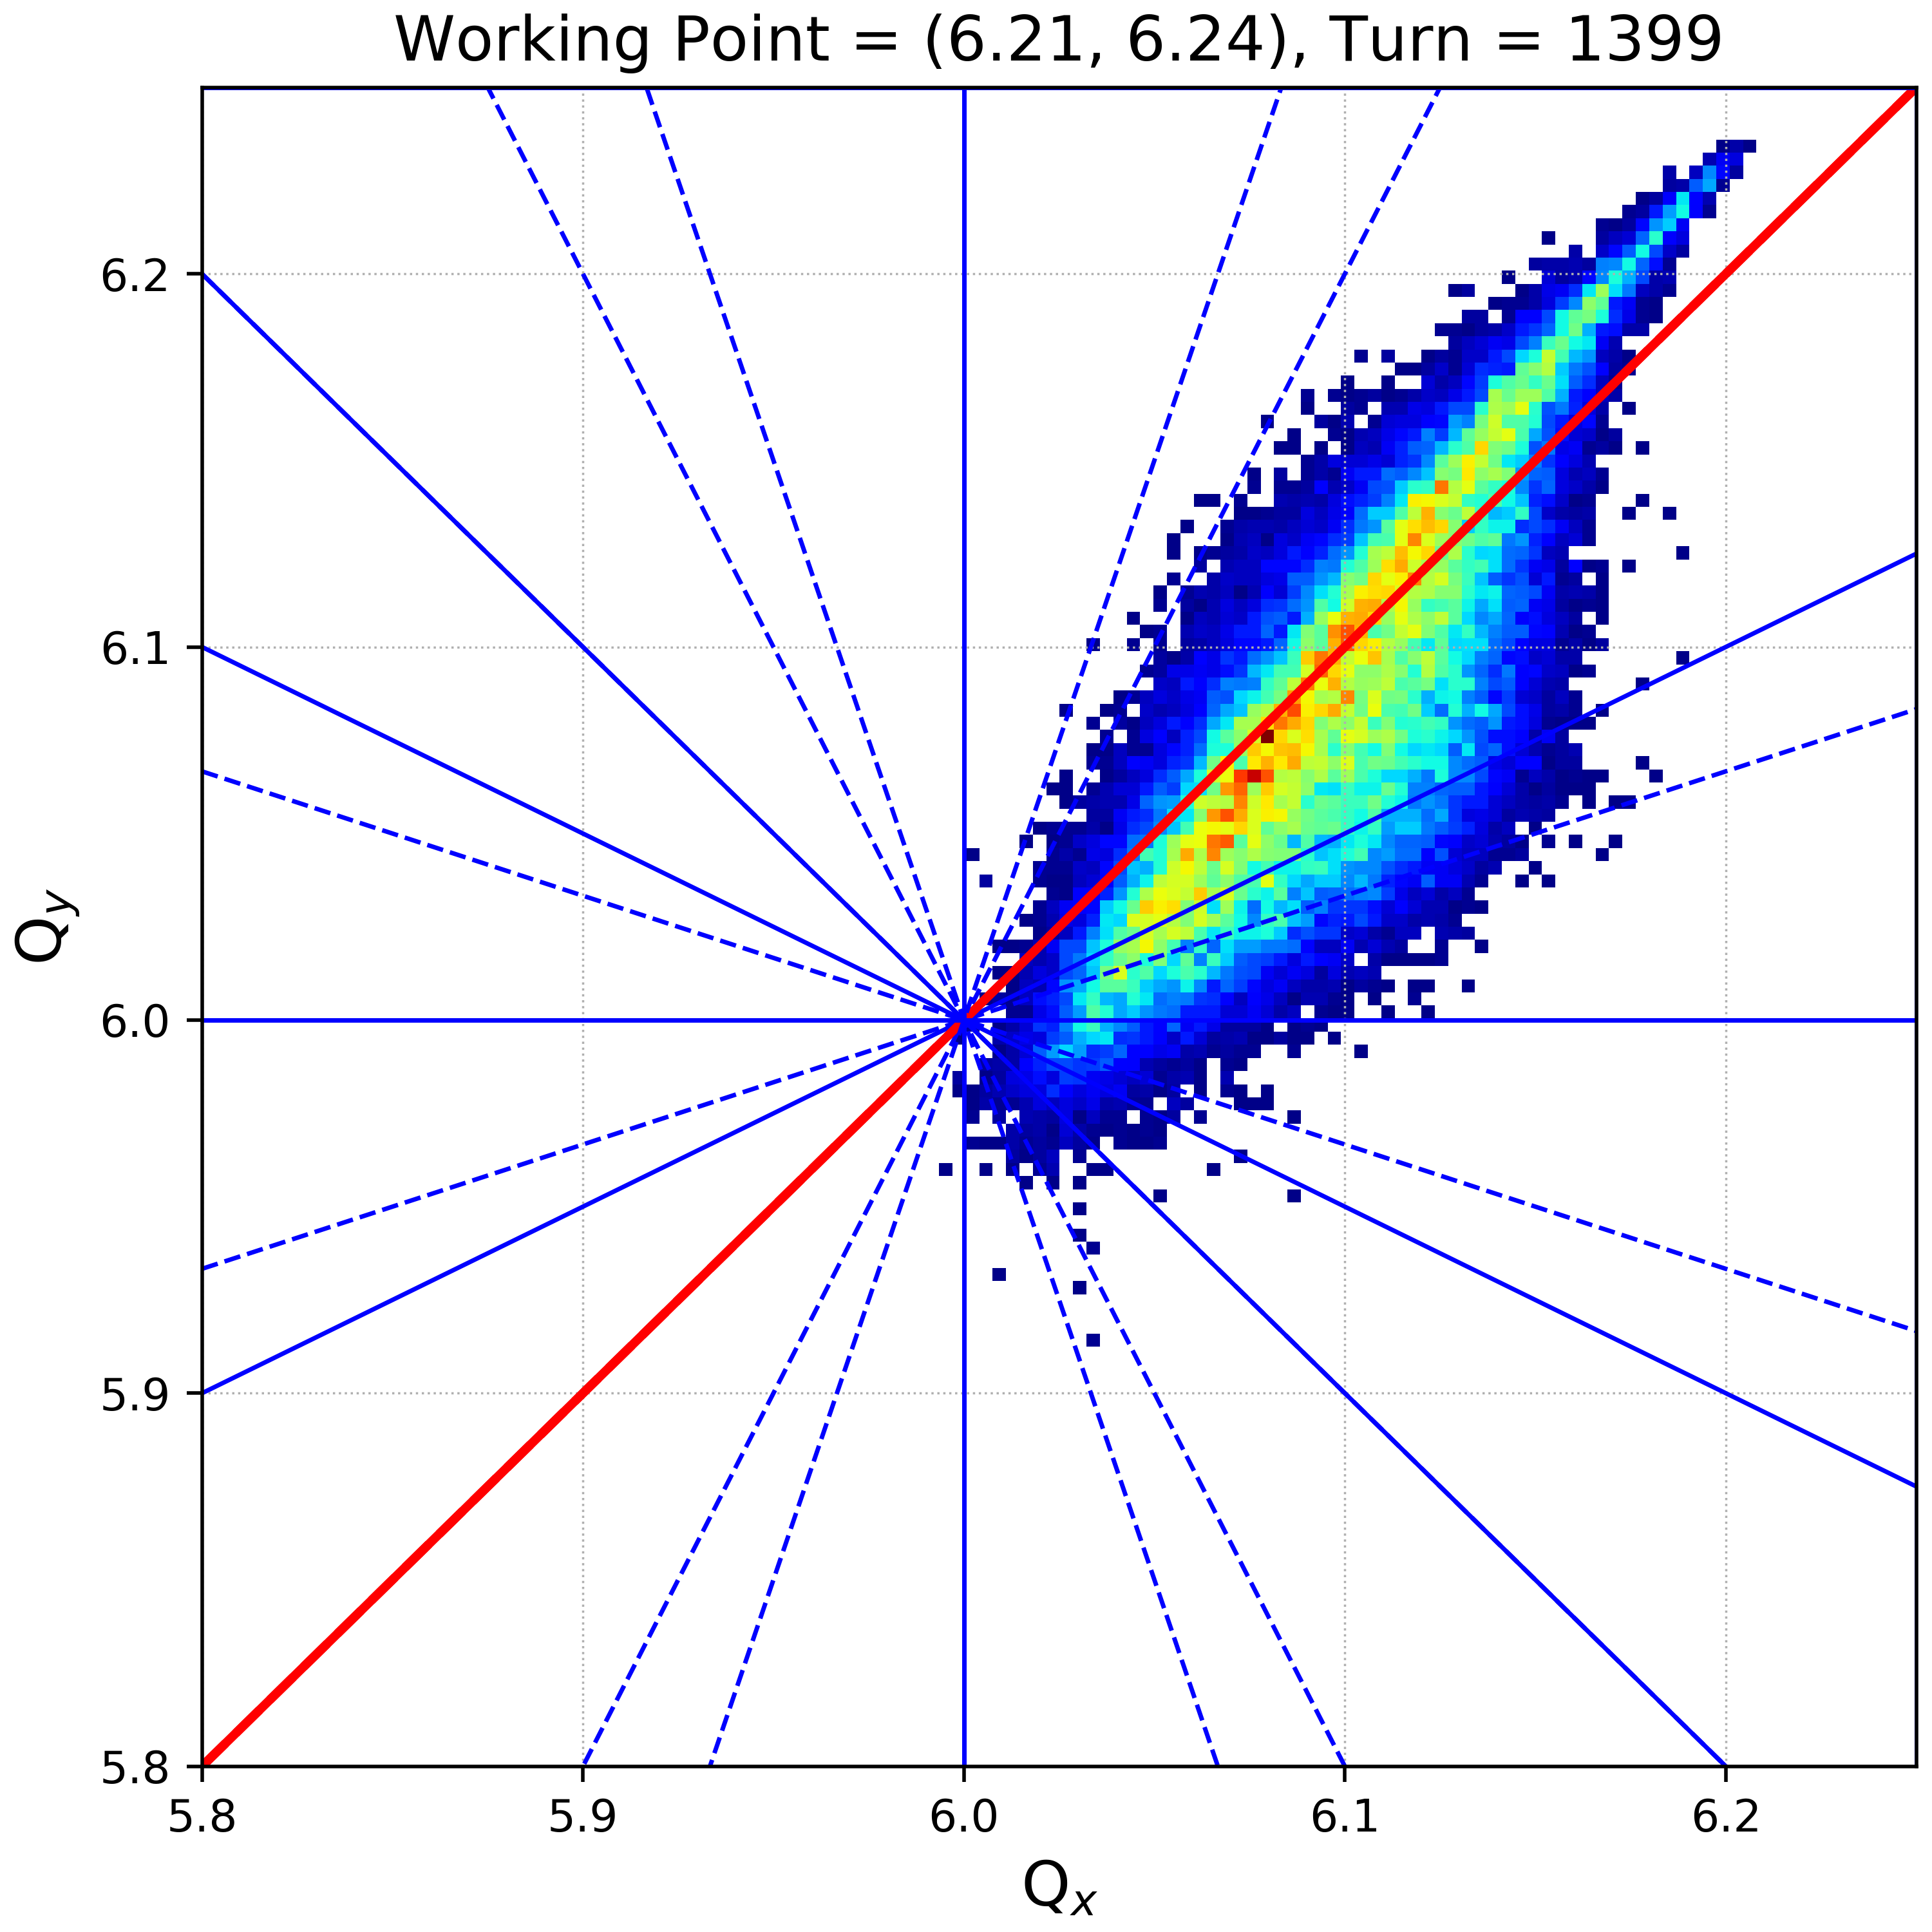 Working Point = (6.21, 6.24), Turn = 1399
6.2
6.1
6.0
5.9
5.8
Qy
5.8 5.9 6.0 6.1 6.2
Qx